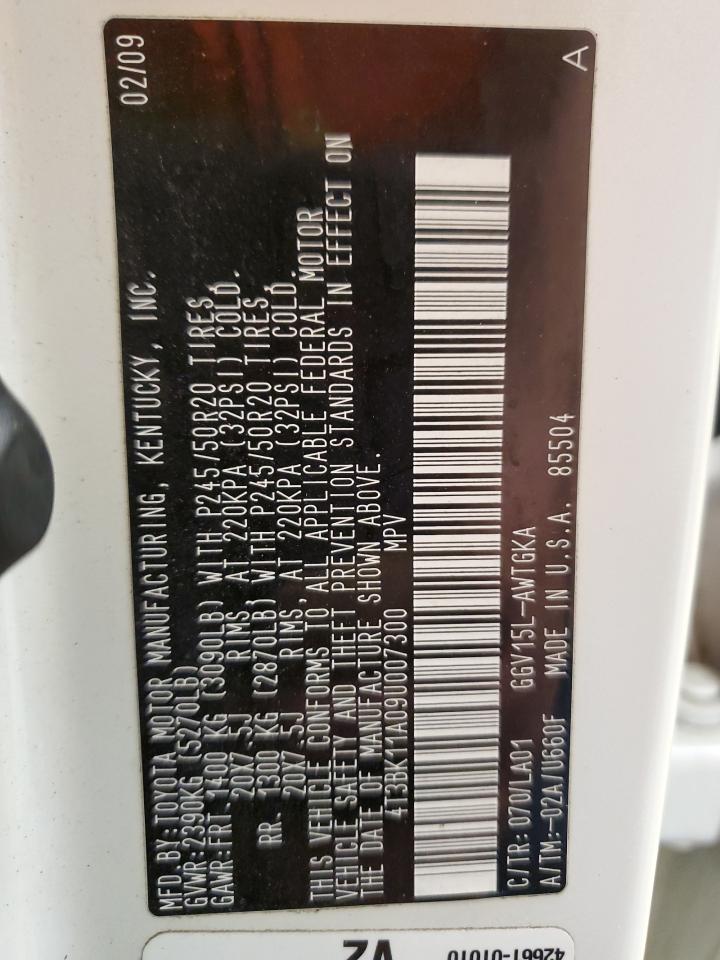 MFD.BY:TOYOTA MOTOR MANUFACTURING, KENTUCKY, INC. 02/09
GVWR:2390KG (5270LB)
GAWR:FRT 1400 KG (3090LB) WITH P245/50R20 TIRES,
20X7.5J RIMS, AT 220KPA (32PSI) COLD.
RR. 1300 KG (2870LB) WITH P245/50R20 TIRES,
20X7.5J RIMS, AT 220KPA (32PSI) COLD.
THIS VEHICLE CONFORMS TO ALL APPLICABLE FEDERAL MOTOR
VEHICLE SAFETY AND THEFT PREVENTION STANDARDS IN EFFECT ON
THE DATE OF MANUFACTURE SHOWN ABOVE.
4T3BK11A09U007300 MPV
C/TR: 070/LA01 GGV15L-AWTGKA
A/TM:-02A/U660F MADE IN U.S.A. 85504 A
42661-01010
VZ